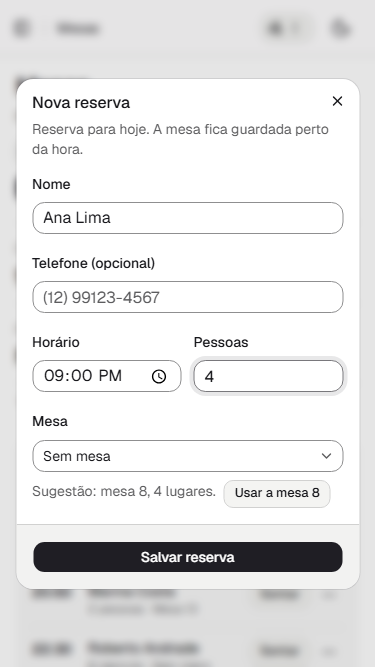 Nova reserva
Reserva para hoje. A mesa fica guardada perto
da hora.
Nome
Ana Lima
Telefone (opcional)
(12) 99123-4567
Horário Pessoas
09:00 PM 4
Mesa
Sem mesa
Sugestão: mesa 8, 4 lugares. Usar a mesa 8
Salvar reserva